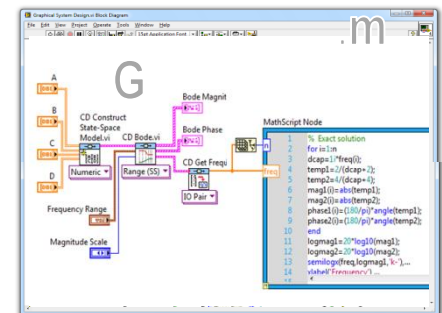 Graphical System Design.vi Block Diagram
File Edit View Project Operate Tools Window Help
13pt Application Font
.m
G
A
B
C
D
CD Construct
State-Space
Model.vi
Numeric
CD Bode.vi
Range (SS)
Bode Magnit
Bode Phase
CD Get Frequ
IO Pair
Frequency Range
Magnitude Scale
MathScript Node
n
freq
1 % Exact solution
2 for i=1:n
3 dcap=1/*freq(i);
4 temp1=2/(dcap+2);
5 temp2=4/(dcap+4);
6 mag1(i)=abs(temp1);
7 mag2(i)=abs(temp2);
8 phase1(i)=(180/pi)*angle(temp1);
9 phase2(i)=(180/pi)*angle(temp2);
10 end
11 logmag1=20*log10(mag1);
12 logmag2=20*log10(mag2);
13 semilogx(freq,logmag1,'k-',...
14 xlabel('Frequency')...